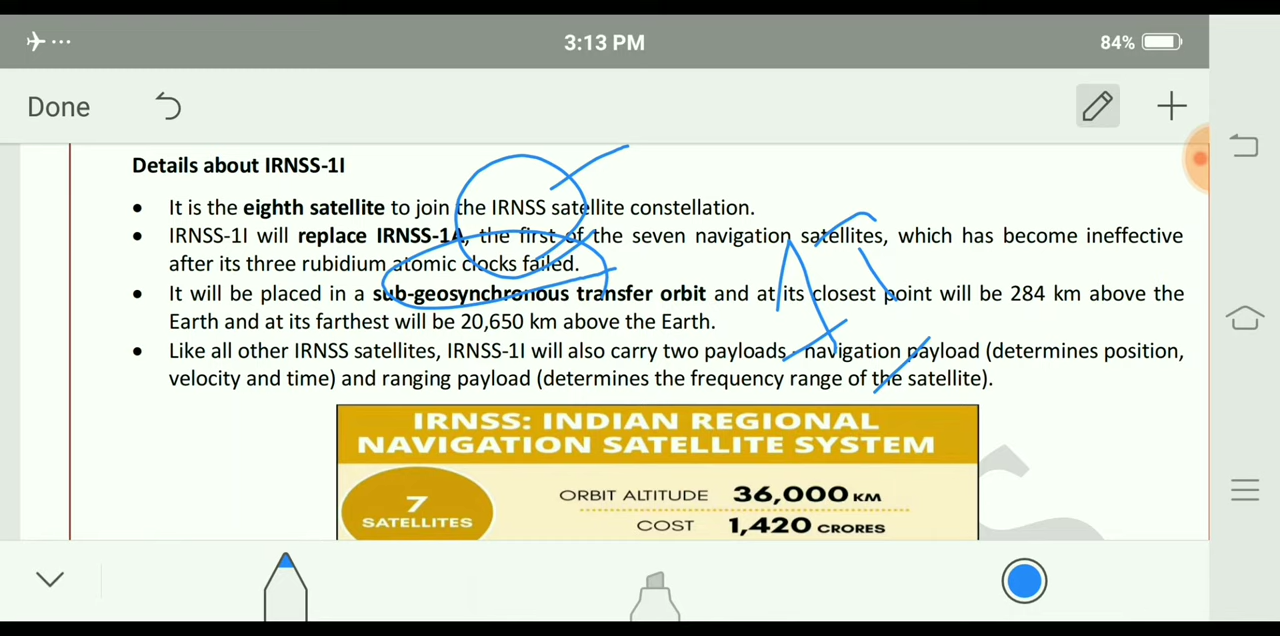 3:13 PM
84%
Done
Details about IRNSS-1I
• It is the eighth satellite to join the IRNSS satellite constellation.
• IRNSS-1I will replace IRNSS-1A, the first of the seven navigation satellites, which has become ineffective
after its three rubidium atomic clocks failed.
• It will be placed in a sub-geosynchronous transfer orbit and at its closest point will be 284 km above the
Earth and at its farthest will be 20,650 km above the Earth.
• Like all other IRNSS satellites, IRNSS-1I will also carry two payloads - navigation payload (determines position,
velocity and time) and ranging payload (determines the frequency range of the satellite).
IRNSS: INDIAN REGIONAL
NAVIGATION SATELLITE SYSTEM
7
SATELLITES
ORBIT ALTITUDE 36,000 KM
COST 1,420 CRORES